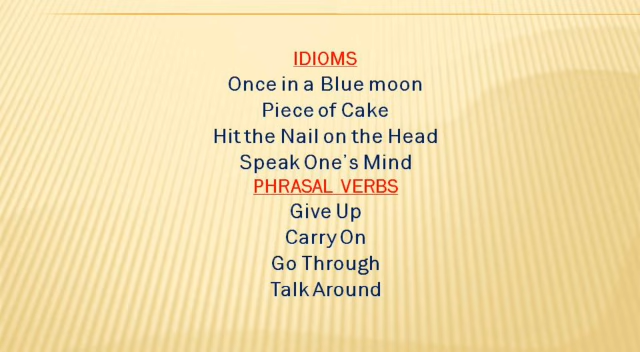 IDIOMS
Once in a Blue moon
Piece of Cake
Hit the Nail on the Head
Speak One's Mind
PHRASAL VERBS
Give Up
Carry On
Go Through
Talk Around